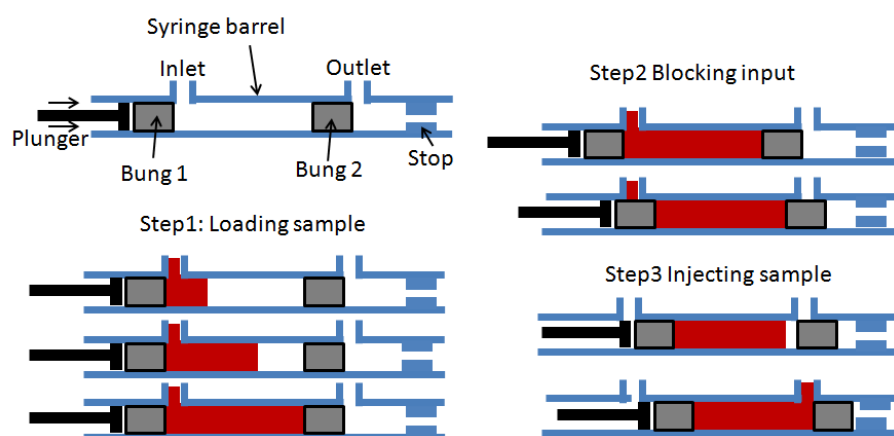 Syringe barrel
Inlet
Outlet
Plunger
Bung 1
Bung 2
Stop
Step1: Loading sample
Step2 Blocking input
Step3 Injecting sample